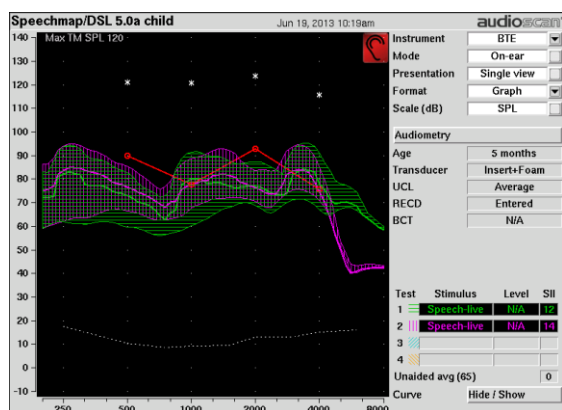 Speechmap/DSL 5.0a child
Jun 19, 2013 10:19am
audioscan
Max TM SPL 120
140
130
120
110
100
90
80
70
60
50
40
30
20
10
0
-10
250
500
1000
2000
4000
8000
Instrument BTE
Mode On-ear
Presentation Single view
Format Graph
Scale (dB) SPL
Audiometry
Age 5 months
Transducer Insert+Foam
UCL Average
RECD Entered
BCT N/A
Test Stimulus Level SII
1 Speech-live N/A 12
2 Speech-live N/A 14
3
4
Unaided avg (65) 0
Curve Hide / Show